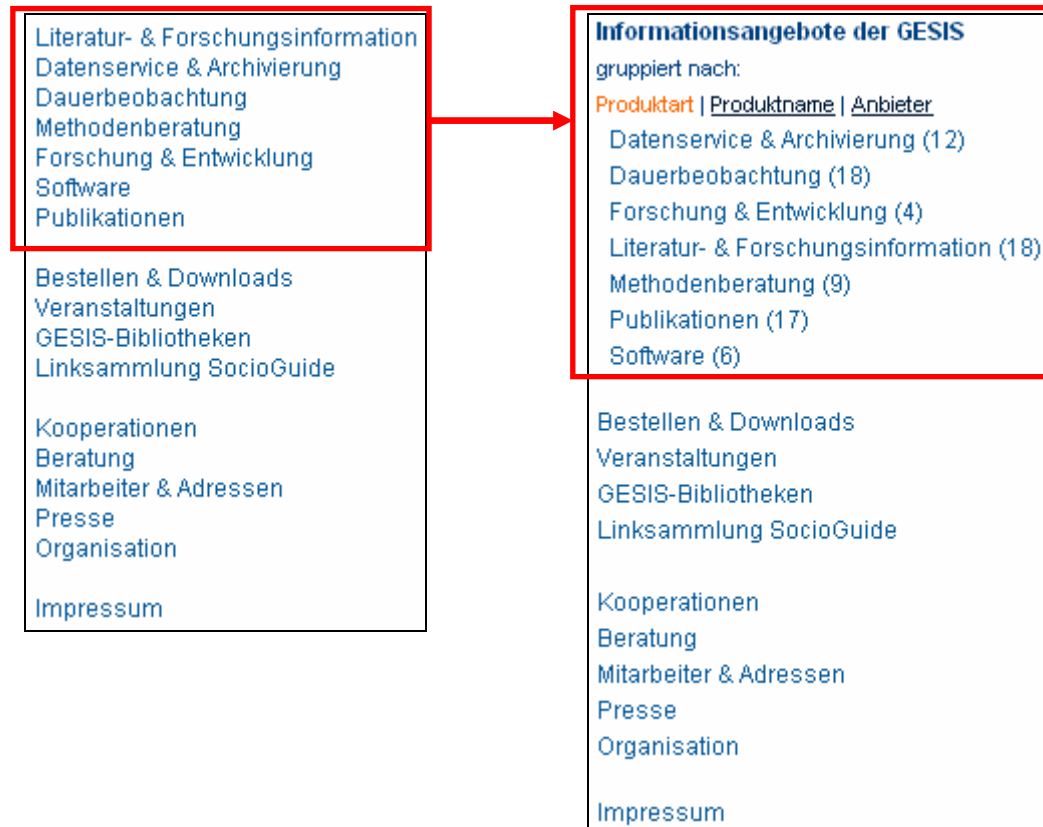 Literatur- & Forschungsinformation
Datenservice & Archivierung
Dauerbeobachtung
Methodenberatung
Forschung & Entwicklung
Software
Publikationen
Bestellen & Downloads
Veranstaltungen
GESIS-Bibliotheken
Linksammlung SocioGuide
Kooperationen
Beratung
Mitarbeiter & Adressen
Presse
Organisation
Impressum
Informationsangebote der GESIS
gruppiert nach:
Produktart | Produktname | Anbieter
Datenservice & Archivierung (12)
Dauerbeobachtung (18)
Forschung & Entwicklung (4)
Literatur- & Forschungsinformation (18)
Methodenberatung (9)
Publikationen (17)
Software (6)
Bestellen & Downloads
Veranstaltungen
GESIS-Bibliotheken
Linksammlung SocioGuide
Kooperationen
Beratung
Mitarbeiter & Adressen
Presse
Organisation
Impressum